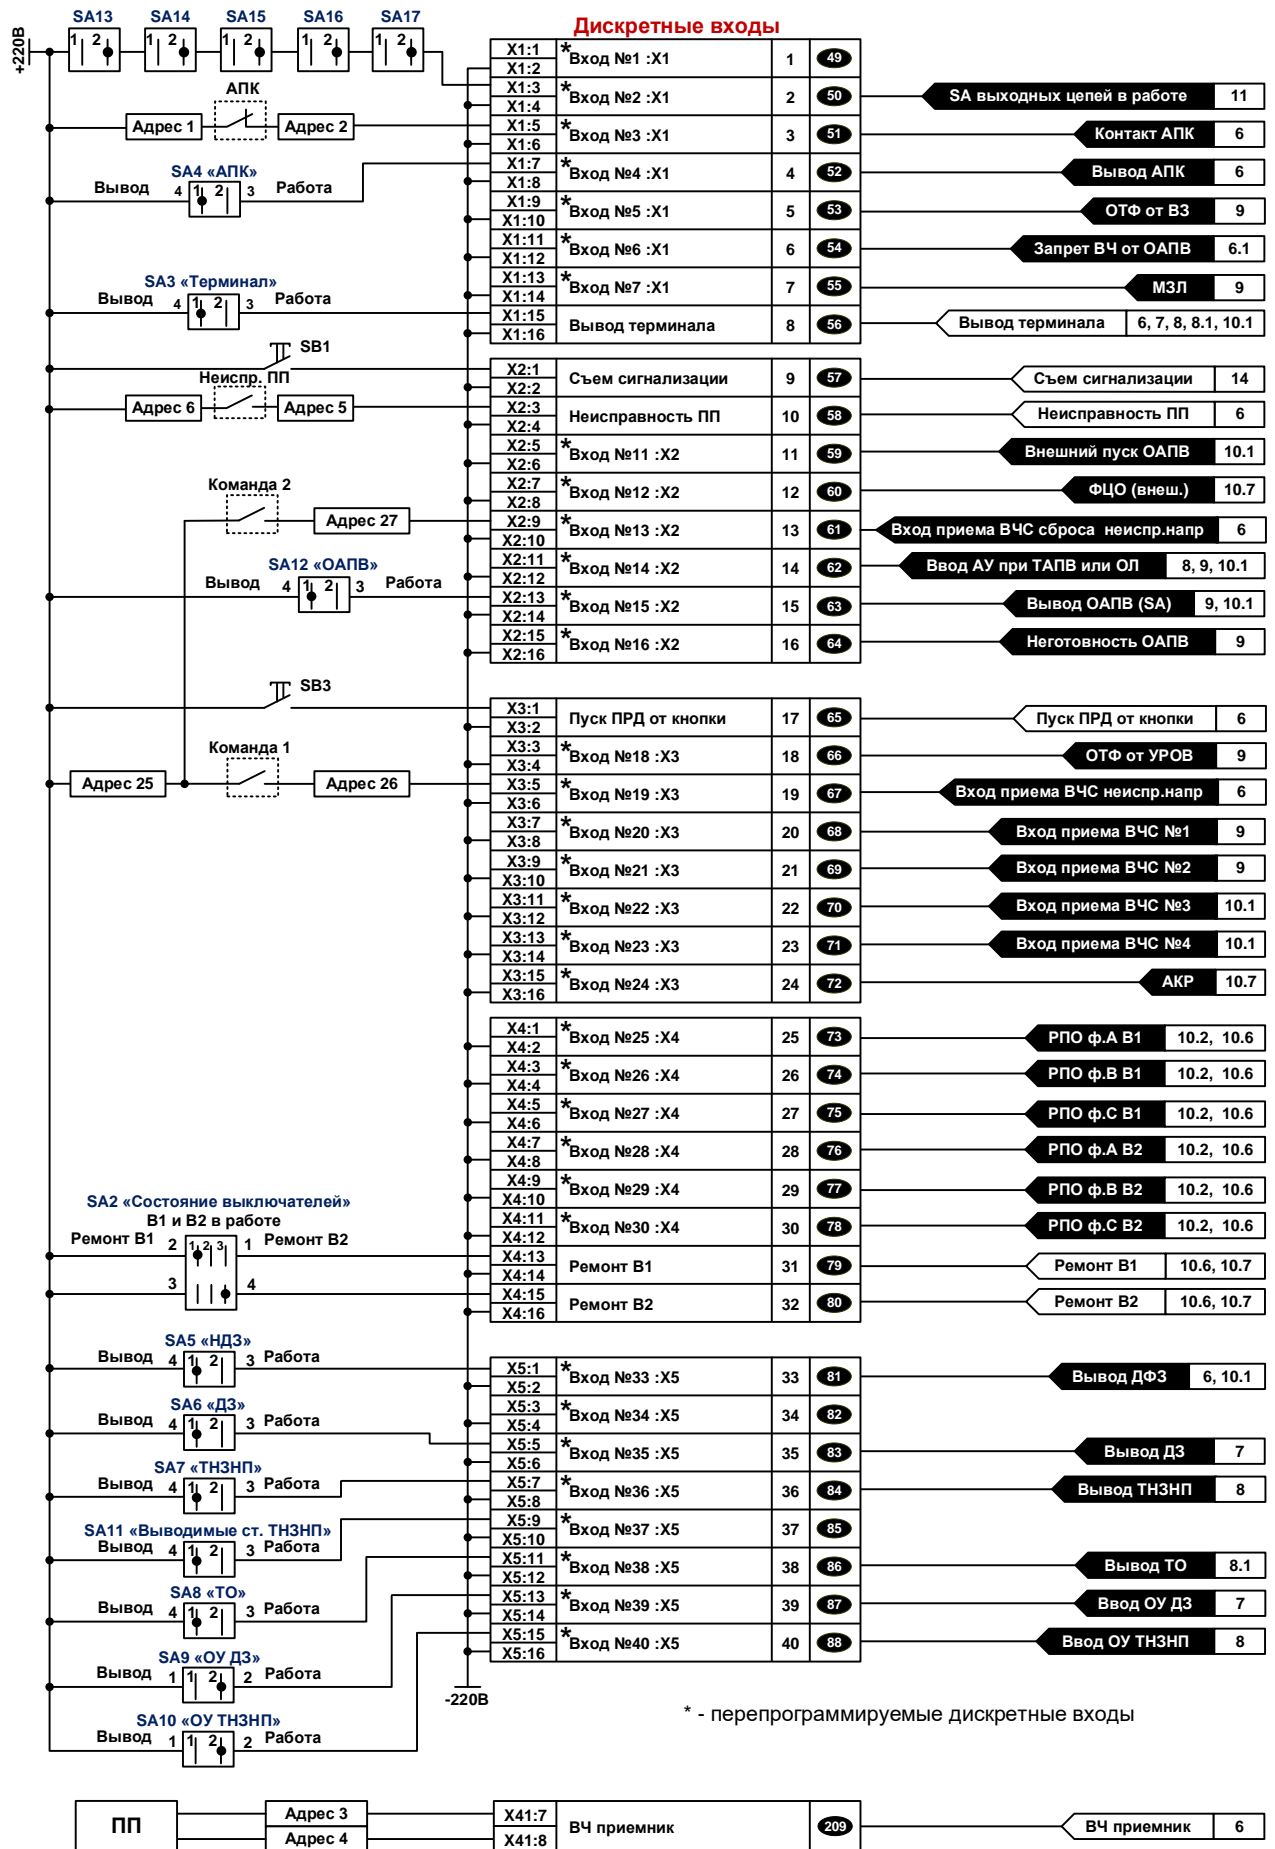 SA13 SA14 SA15 SA16 SA17
+220В
1 2 1 2 1 2 1 2 1 2
Дискретные входы
X1:1 *Вход №1 :X1 1 49
X1:2
X1:3 *Вход №2 :X1 2 50 SA выходных цепей в работе 11
X1:4
АПК
Адрес 1 Адрес 2
X1:5 *Вход №3 :X1 3 51 Контакт АПК 6
X1:6
SA4 «АПК»
Вывод 4 1 2 3 Работа
X1:7 *Вход №4 :X1 4 52 Вывод АПК 6
X1:8
X1:9 *Вход №5 :X1 5 53 ОТФ от ВЗ 9
X1:10
X1:11 *Вход №6 :X1 6 54 Запрет ВЧ от ОАПВ 6.1
X1:12
X1:13 *Вход №7 :X1 7 55 МЗЛ 9
X1:14
SA3 «Терминал»
Вывод 4 1 2 3 Работа
X1:15 Вывод терминала 8 56 Вывод терминала 6, 7, 8, 8.1, 10.1
X1:16
SB1
X2:1 Съем сигнализации 9 57 Съем сигнализации 14
X2:2
Неиспр. ПП
Адрес 6 Адрес 5
X2:3 Неисправность ПП 10 58 Неисправность ПП 6
X2:4
X2:5 *Вход №11 :X2 11 59 Внешний пуск ОАПВ 10.1
X2:6
X2:7 *Вход №12 :X2 12 60 ФЦО (внеш.) 10.7
X2:8
Команда 2
Адрес 27
X2:9 *Вход №13 :X2 13 61 Вход приема ВЧС сброса неиспр.напр 6
X2:10
X2:11 *Вход №14 :X2 14 62 Ввод АУ при ТАПВ или ОЛ 8, 9, 10.1
X2:12
SA12 «ОАПВ»
Вывод 4 1 2 3 Работа
X2:13 *Вход №15 :X2 15 63 Вывод ОАПВ (SA) 9, 10.1
X2:14
X2:15 *Вход №16 :X2 16 64 Неготовность ОАПВ 9
X2:16
SB3
X3:1 Пуск ПРД от кнопки 17 65 Пуск ПРД от кнопки 6
X3:2
X3:3 *Вход №18 :X3 18 66 ОТФ от УРОВ 9
X3:4
Команда 1
Адрес 25 Адрес 26
X3:5 *Вход №19 :X3 19 67 Вход приема ВЧС неиспр.напр 6
X3:6
X3:7 *Вход №20 :X3 20 68 Вход приема ВЧС №1 9
X3:8
X3:9 *Вход №21 :X3 21 69 Вход приема ВЧС №2 9
X3:10
X3:11 *Вход №22 :X3 22 70 Вход приема ВЧС №3 10.1
X3:12
X3:13 *Вход №23 :X3 23 71 Вход приема ВЧС №4 10.1
X3:14
X3:15 *Вход №24 :X3 24 72 АКР 10.7
X3:16
X4:1 *Вход №25 :X4 25 73 РПО ф.А В1 10.2, 10.6
X4:2
X4:3 *Вход №26 :X4 26 74 РПО ф.В В1 10.2, 10.6
X4:4
X4:5 *Вход №27 :X4 27 75 РПО ф.С В1 10.2, 10.6
X4:6
X4:7 *Вход №28 :X4 28 76 РПО ф.А В2 10.2, 10.6
X4:8
X4:9 *Вход №29 :X4 29 77 РПО ф.В В2 10.2, 10.6
X4:10
X4:11 *Вход №30 :X4 30 78 РПО ф.С В2 10.2, 10.6
X4:12
SA2 «Состояние выключателей»
В1 и В2 в работе
Ремонт В1 2 1 2 3 1 Ремонт В2
X4:13 Ремонт В1 31 79 Ремонт В1 10.6, 10.7
X4:14
3 4
X4:15 Ремонт В2 32 80 Ремонт В2 10.6, 10.7
X4:16
SA5 «НДЗ»
Вывод 4 1 2 3 Работа
X5:1 *Вход №33 :X5 33 81 Вывод ДФЗ 6, 10.1
X5:2
X5:3 *Вход №34 :X5 34 82
X5:4
SA6 «ДЗ»
Вывод 4 1 2 3 Работа
X5:5 *Вход №35 :X5 35 83 Вывод ДЗ 7
X5:6
SA7 «ТНЗНП»
Вывод 4 1 2 3 Работа
X5:7 *Вход №36 :X5 36 84 Вывод ТНЗНП 8
X5:8
SA11 «Выводимые ст. ТНЗНП»
Вывод 4 1 2 3 Работа
X5:9 *Вход №37 :X5 37 85
X5:10
SA8 «ТО»
Вывод 4 1 2 3 Работа
X5:11 *Вход №38 :X5 38 86 Вывод ТО 8.1
X5:12
SA9 «ОУ ДЗ»
Вывод 1 1 2 2 Работа
X5:13 *Вход №39 :X5 39 87 Ввод ОУ ДЗ 7
X5:14
SA10 «ОУ ТНЗНП»
Вывод 1 1 2 2 Работа
X5:15 *Вход №40 :X5 40 88 Ввод ОУ ТНЗНП 8
X5:16
-220В
* - перепрограммируемые дискретные входы
ПП
Адрес 3 X41:7 ВЧ приемник 209 ВЧ приемник 6
Адрес 4 X41:8